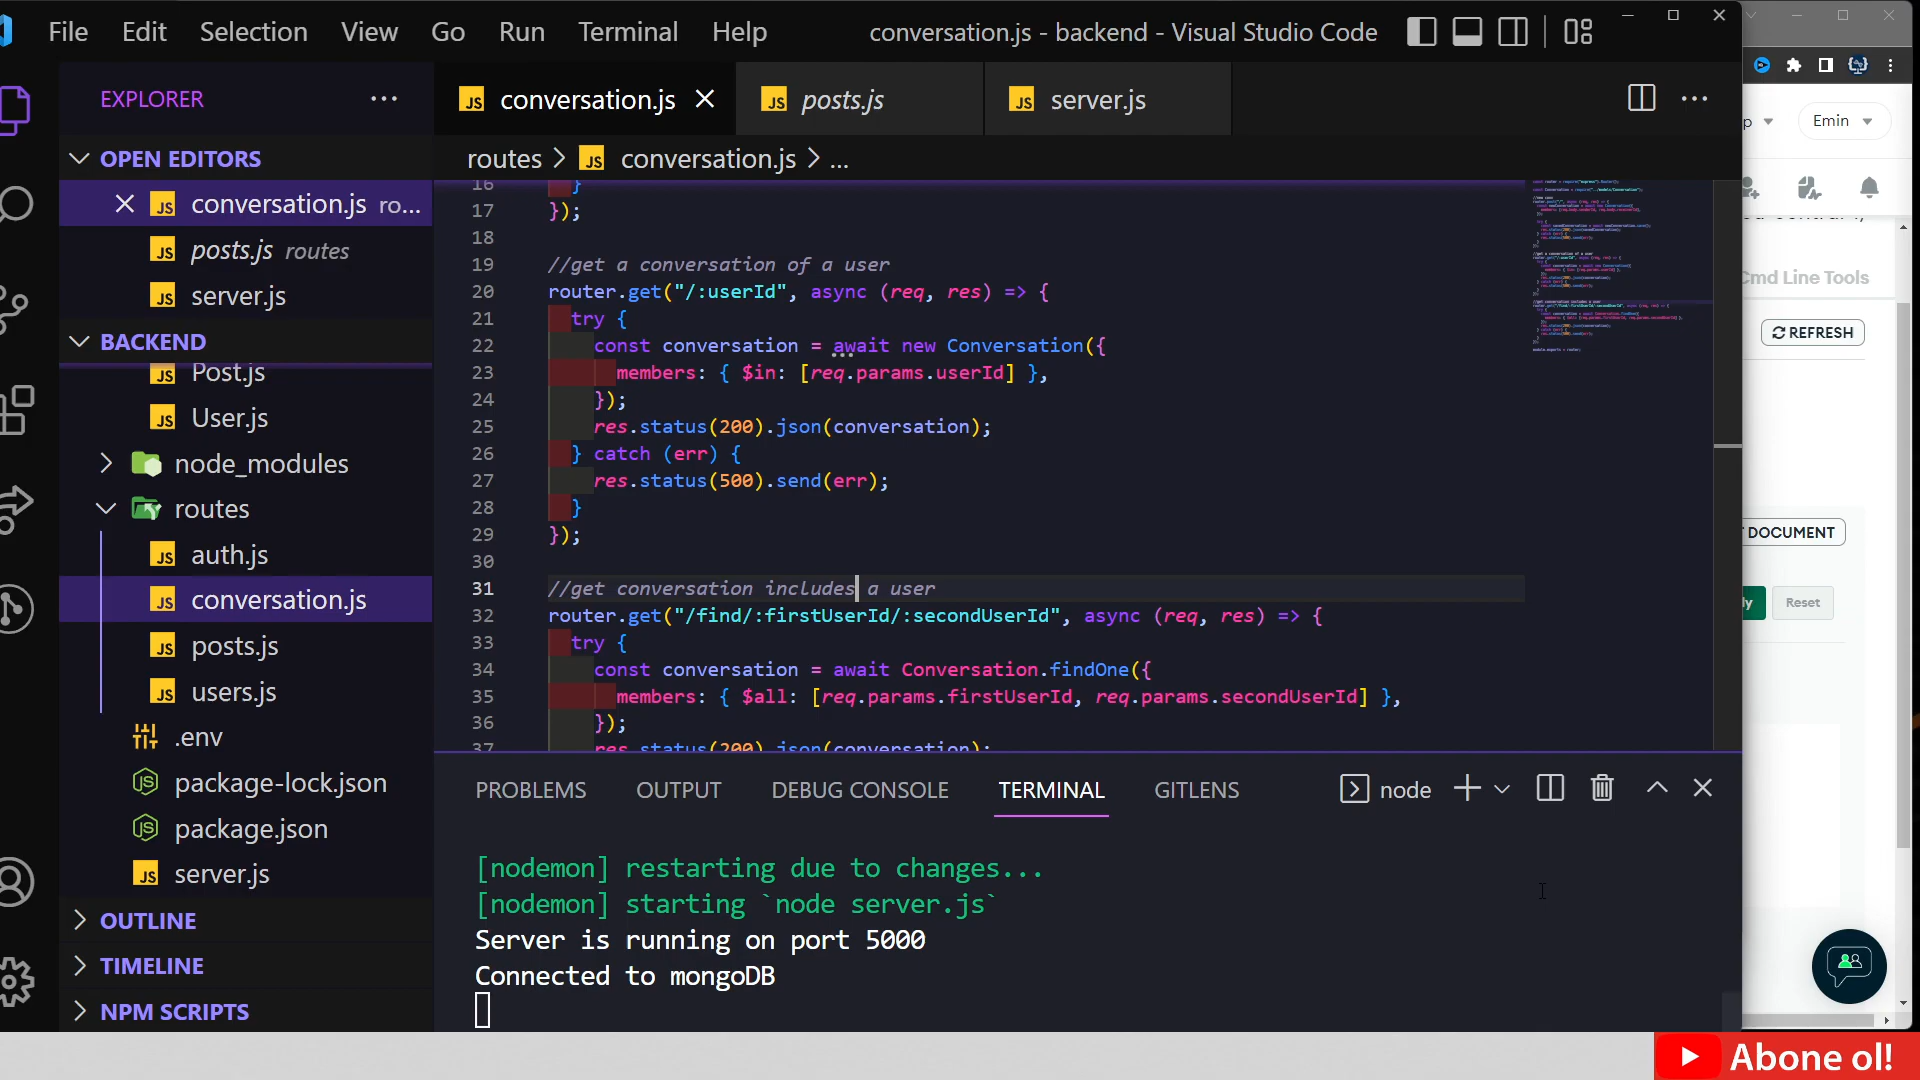 File Edit Selection View Go Run Terminal Help conversation.js - backend - Visual Studio Code
EXPLORER
OPEN EDITORS
conversation.js ro...
posts.js routes
server.js
BACKEND
Post.js
User.js
node_modules
routes
auth.js
conversation.js
posts.js
users.js
.env
package-lock.json
package.json
server.js
OUTLINE
TIMELINE
NPM SCRIPTS
conversation.js posts.js server.js
routes > conversation.js > ...
16 }
17 });
18
19 //get a conversation of a user
20 router.get("/:userId", async (req, res) => {
21 try {
22 const conversation = await new Conversation({
23 members: { $in: [req.params.userId] },
24 });
25 res.status(200).json(conversation);
26 } catch (err) {
27 res.status(500).send(err);
28 }
29 });
30
31 //get conversation includes a user
32 router.get("/find/:firstUserId/:secondUserId", async (req, res) => {
33 try {
34 const conversation = await Conversation.findOne({
35 members: { $all: [req.params.firstUserId, req.params.secondUserId] },
36 });
37 res.status(200).json(conversation);
PROBLEMS OUTPUT DEBUG CONSOLE TERMINAL GITLENS node
[nodemon] restarting due to changes...
[nodemon] starting `node server.js`
Server is running on port 5000
Connected to mongoDB
Emin
Cmd Line Tools
REFRESH
DOCUMENT
Reset
Abone ol!